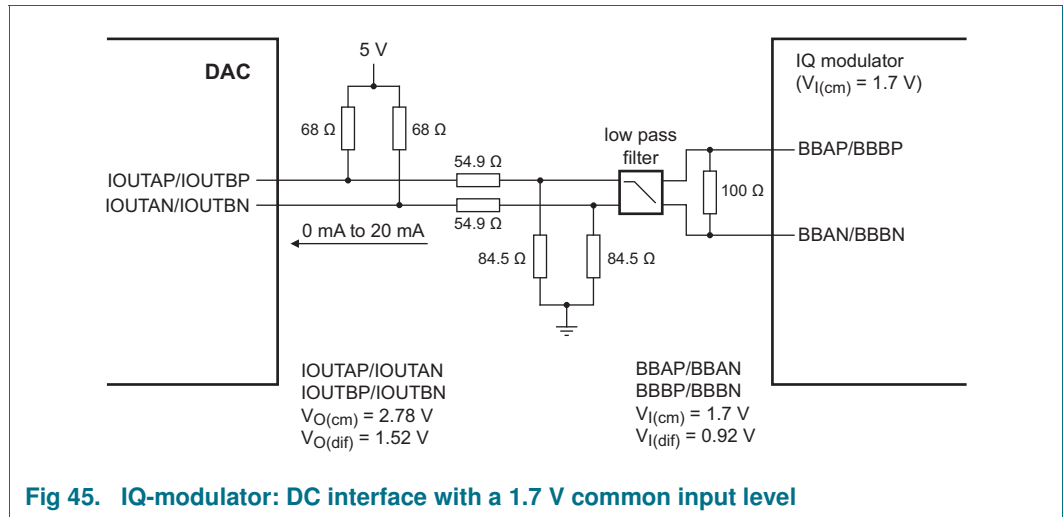 5 V
DAC
IQ modulator
(VI(cm) = 1.7 V)
68 Ω
68 Ω
low pass
filter
54.9 Ω
BBAP/BBBP
IOUTAP/IOUTBP
100 Ω
IOUTAN/IOUTBN
54.9 Ω
BBAN/BBBN
0 mA to 20 mA
84.5 Ω
84.5 Ω
IOUTAP/IOUTAN
IOUTBP/IOUTBN
VO(cm) = 2.78 V
VO(dif) = 1.52 V
BBAP/BBAN
BBBP/BBBN
VI(cm) = 1.7 V
VI(dif) = 0.92 V
Fig 45. IQ-modulator: DC interface with a 1.7 V common input level